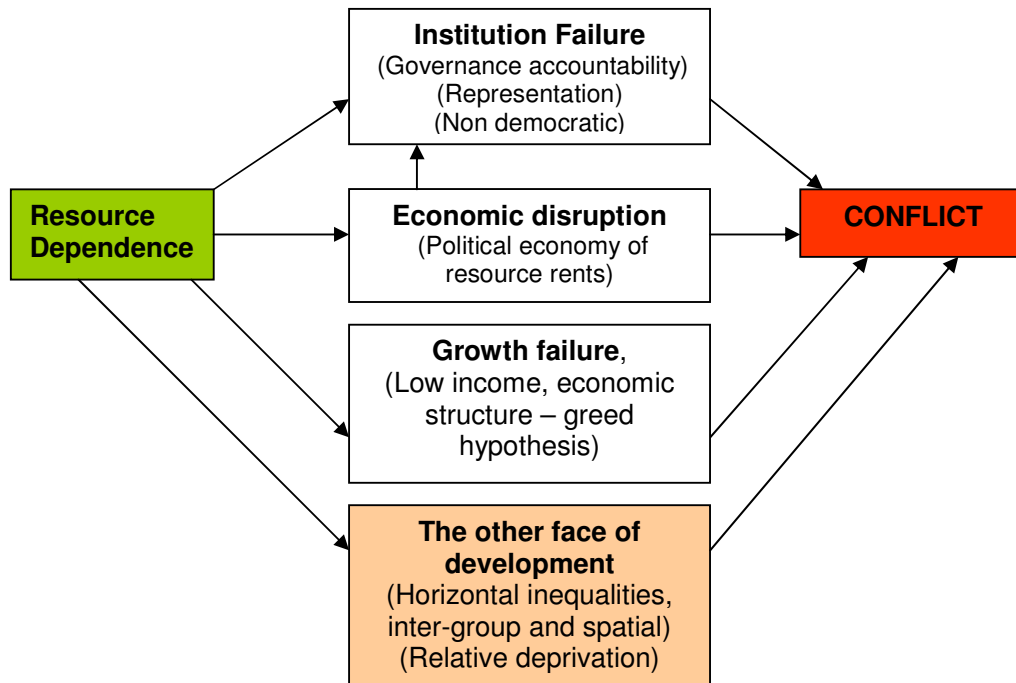 Resource
Dependence
Institution Failure
(Governance accountability)
(Representation)
(Non democratic)
Economic disruption
(Political economy of
resource rents)
Growth failure,
(Low income, economic
structure – greed
hypothesis)
The other face of
development
(Horizontal inequalities,
inter-group and spatial)
(Relative deprivation)
CONFLICT